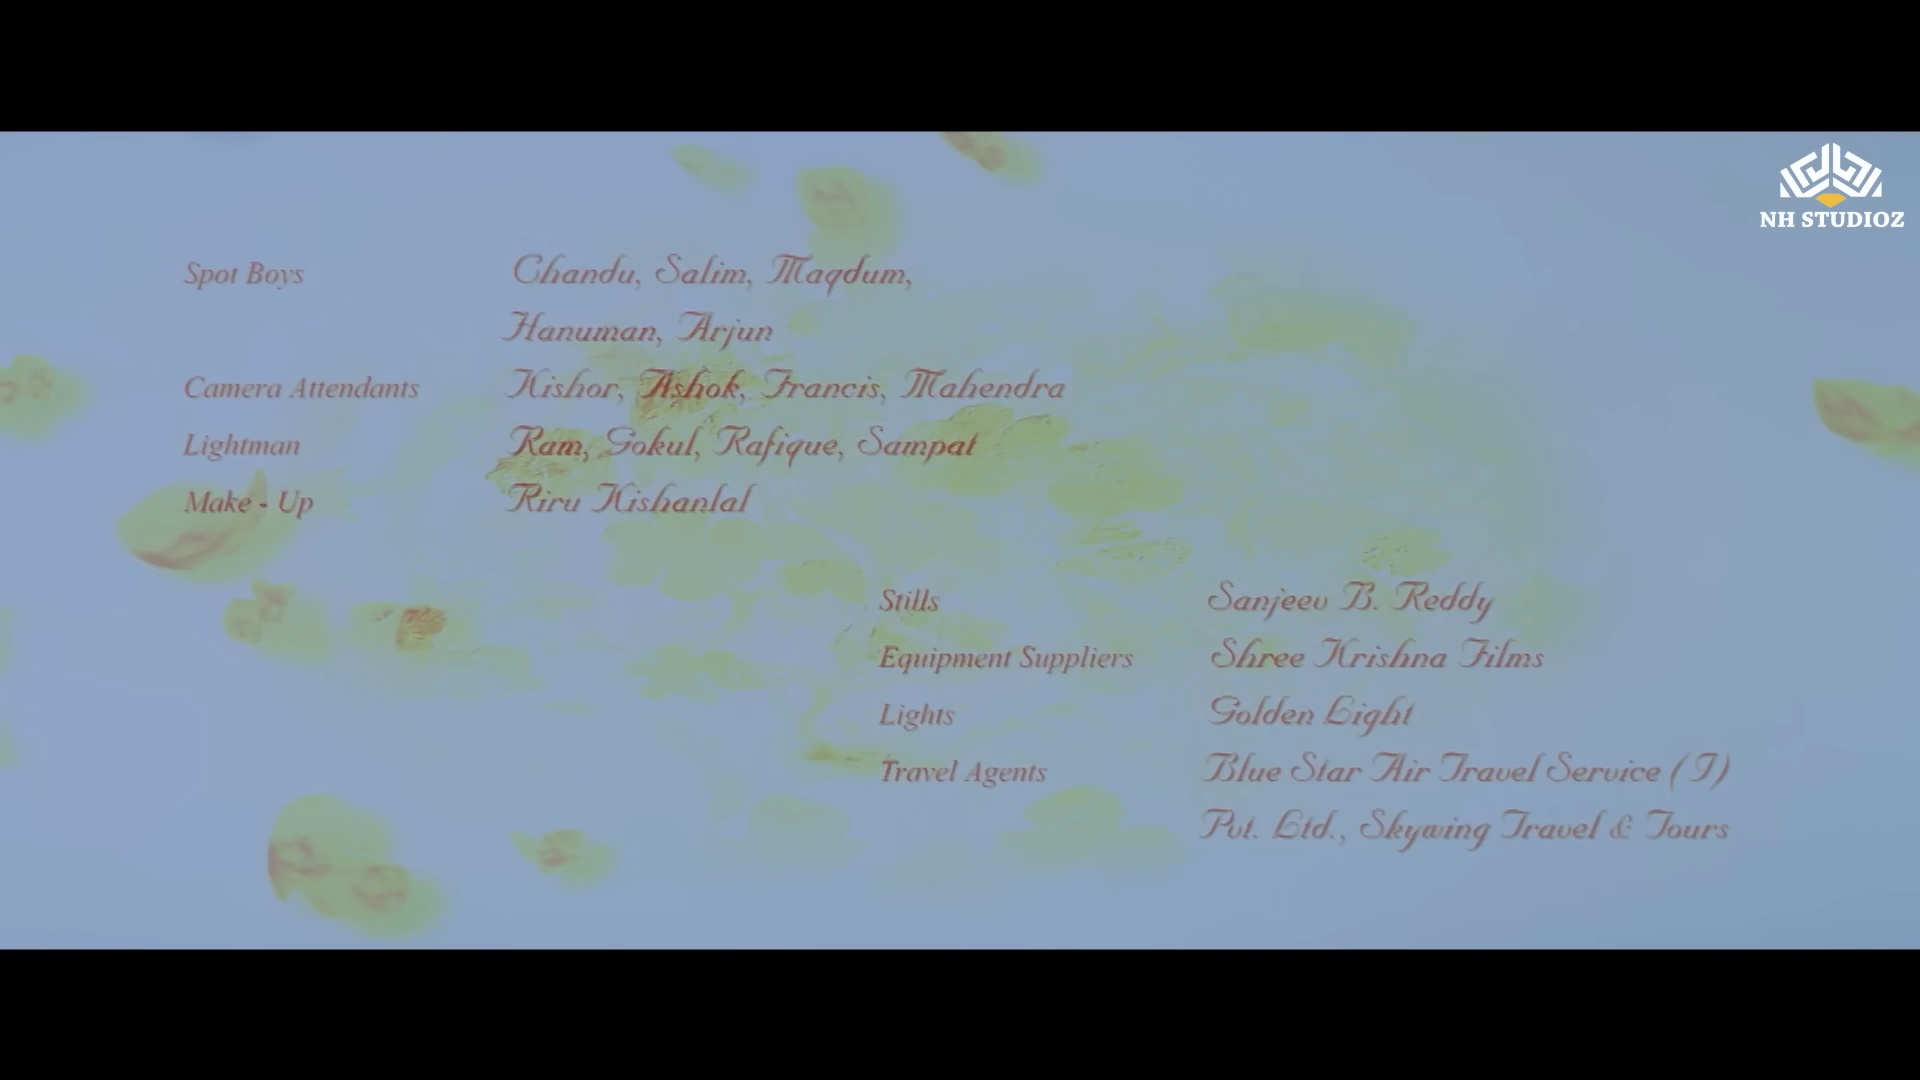 NH STUDIOZ
Spot Boys Chandu, Salim, Maqdum,
Hanuman, Arjun
Camera Attendants Kishor, Ashok, Francis, Mahendra
Lightman Ram, Gokul, Rafique, Sampat
Make - Up Riru Kishanlal
Stills Sanjeev B. Reddy
Equipment Suppliers Shree Krishna Films
Lights Golden Light
Travel Agents Blue Star Air Travel Service (I)
Pvt. Ltd., Skywing Travel & Tours